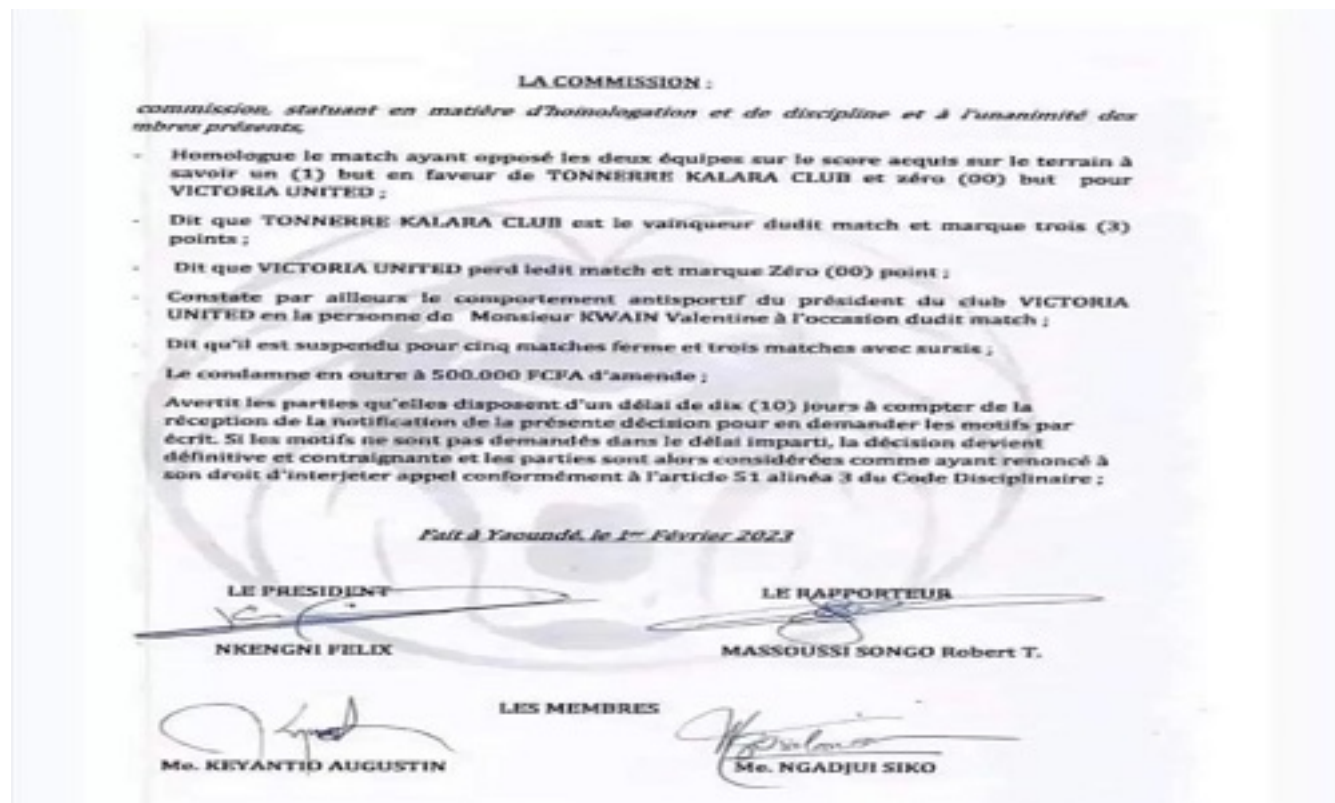 LA COMMISSION :
commission, statuant en matière d'homologation et de discipline et à l'unanimité des
mbres présents,
- Homologue le match ayant opposé les deux équipes sur le score acquis sur le terrain à
savoir un (1) but en faveur de TONNERRE KALARA CLUB et zéro (00) but pour
VICTORIA UNITED ;
- Dit que TONNERRE KALARA CLUB est le vainqueur dudit match et marque trois (3)
points ;
- Dit que VICTORIA UNITED perd ledit match et marque Zéro (00) point ;
- Constate par ailleurs le comportement antisportif du président du club VICTORIA
UNITED en la personne de Monsieur KWAIN Valentine à l'occasion dudit match ;
- Dit qu'il est suspendu pour cinq matches ferme et trois matches avec sursis ;
- Le condamne en outre à 500.000 FCFA d'amende ;
Avertit les parties qu'elles disposent d'un délai de dix (10) jours à compter de la
réception de la notification de la présente décision pour en demander les motifs par
écrit. Si les motifs ne sont pas demandés dans le délai imparti, la décision devient
définitive et contraignante et les parties sont alors considérées comme ayant renoncé à
son droit d'interjeter appel conformément à l'article 51 alinéa 3 du Code Disciplinaire ;
Fait à Yaoundé, le 1er Février 2023
LE PRESIDENT LE RAPPORTEUR
NKENGNI FELIX MASSOUSSI SONGO Robert T.
LES MEMBRES
Me. KEYANTIO AUGUSTIN Me. NGADJUI SIKO